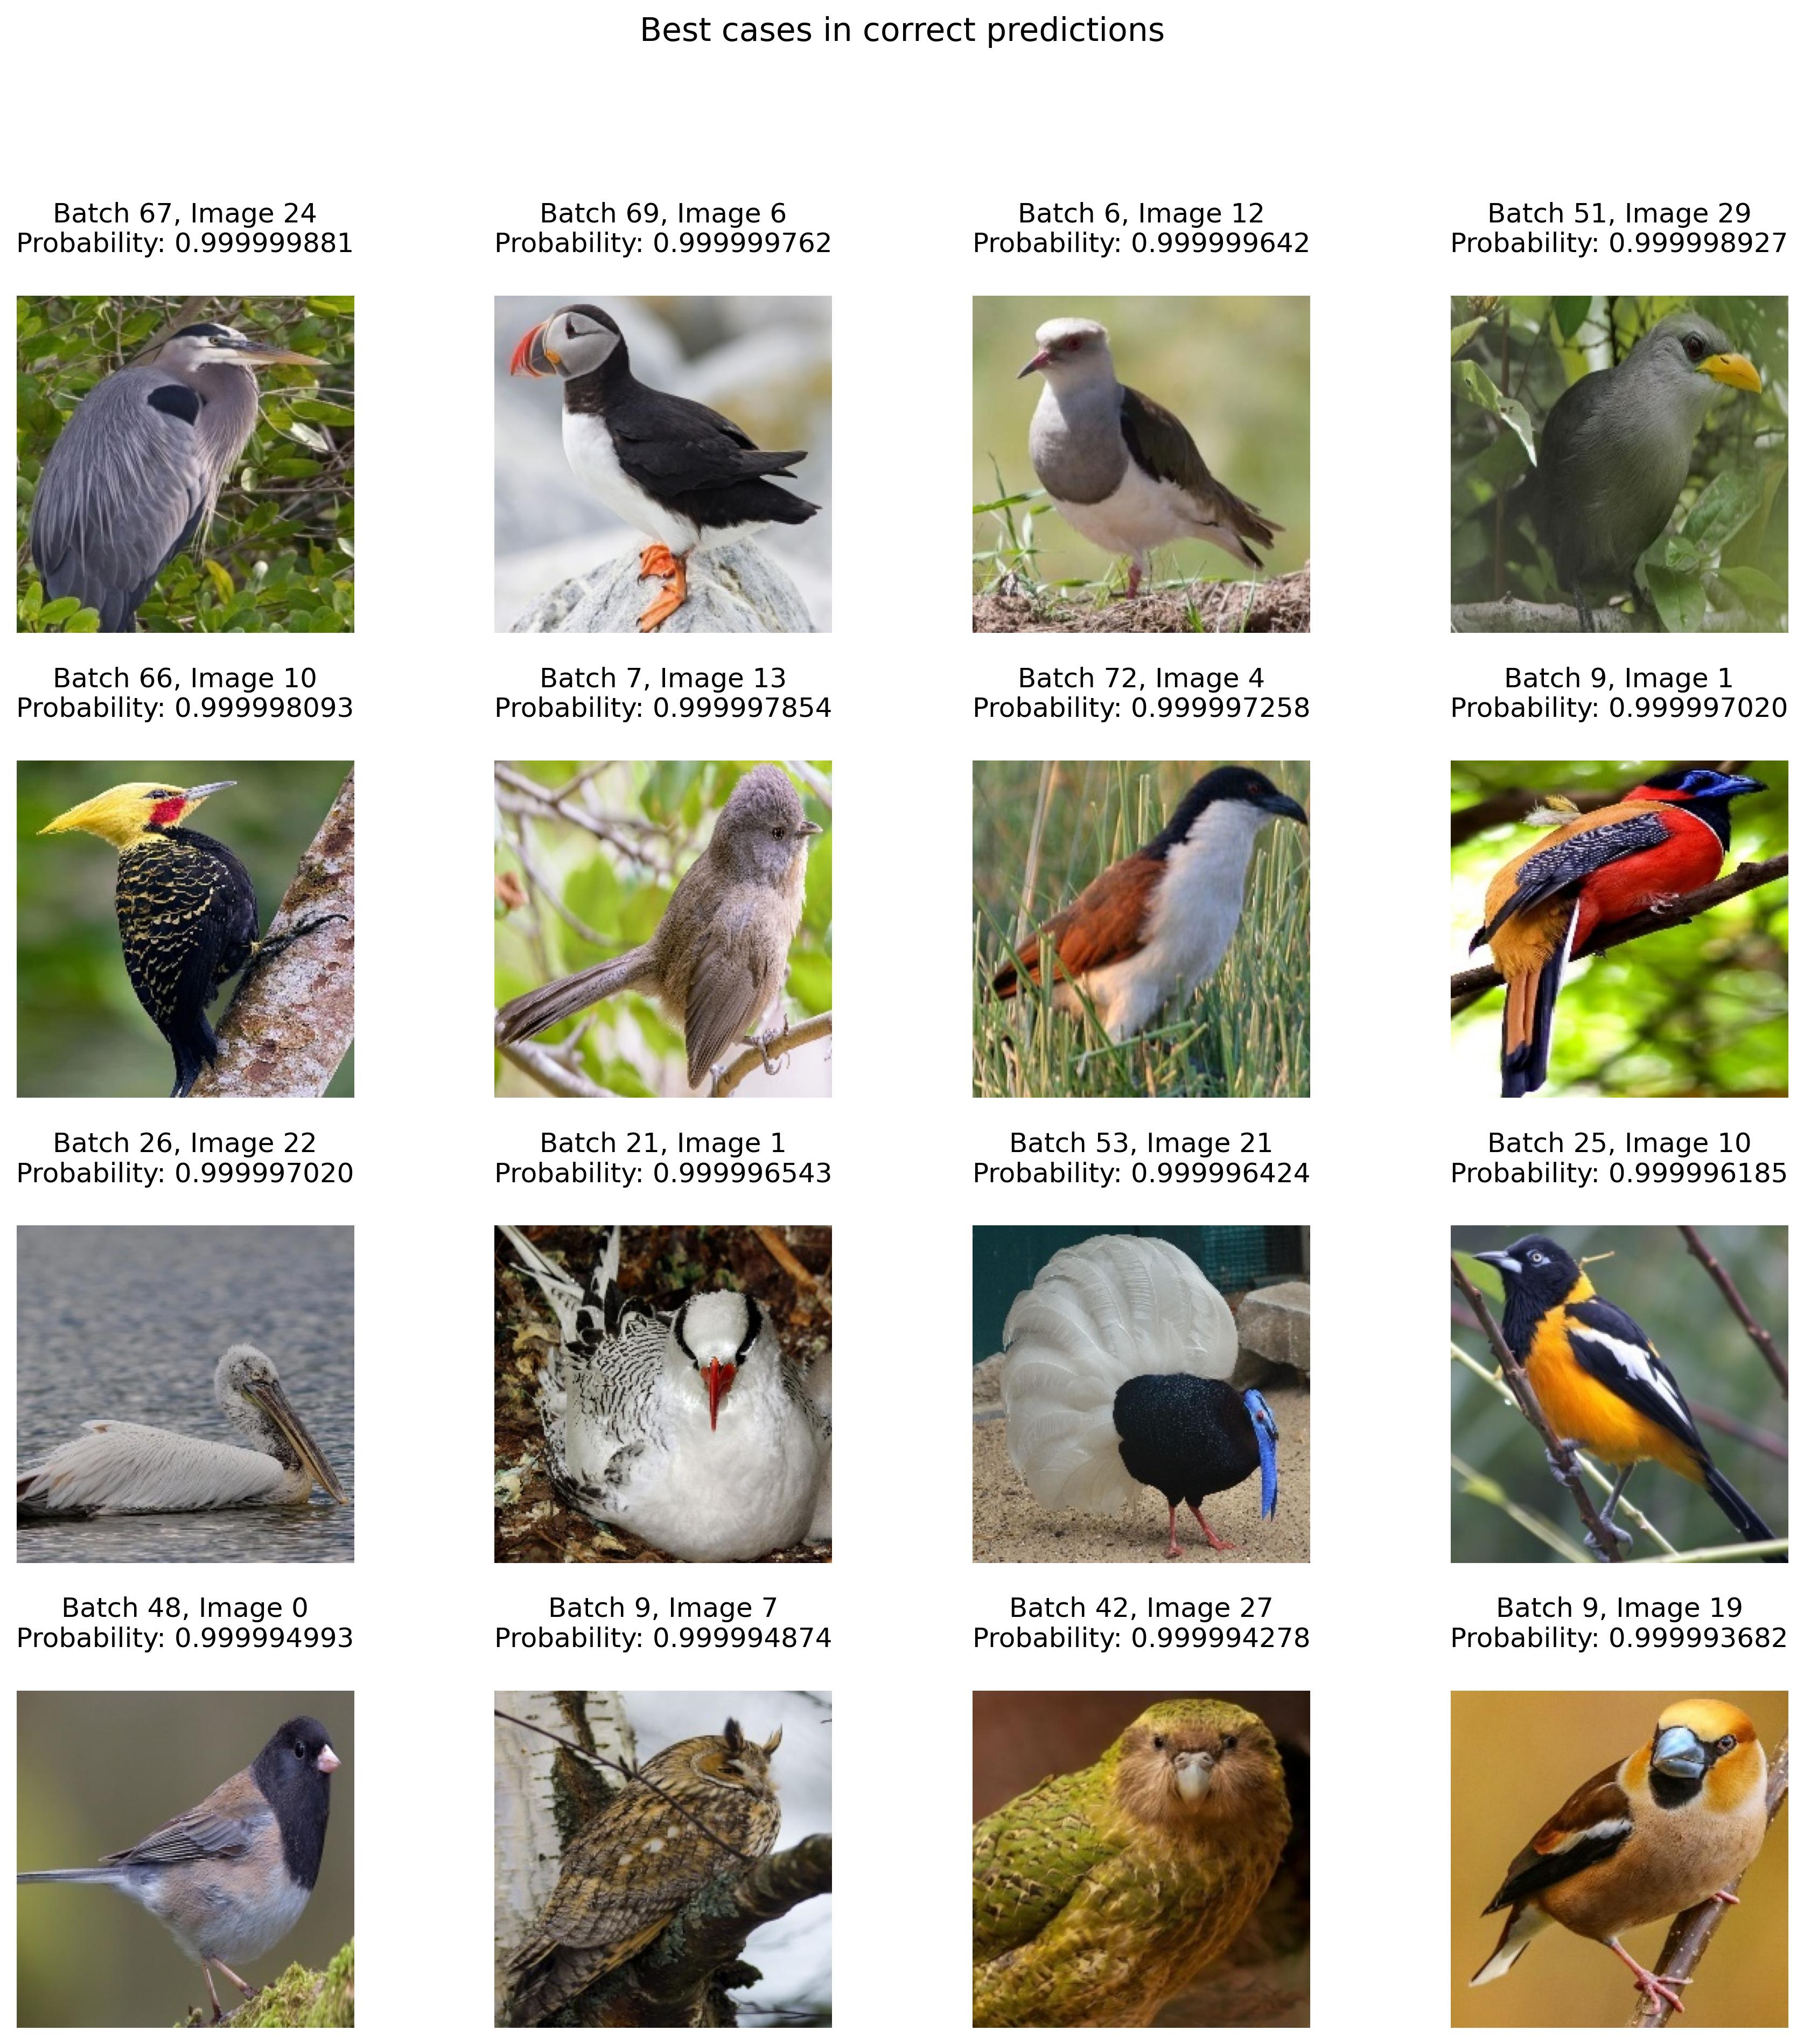 Best cases in correct predictions
Batch 67, Image 24
Probability: 0.999999881
Batch 69, Image 6
Probability: 0.999999762
Batch 6, Image 12
Probability: 0.999999642
Batch 51, Image 29
Probability: 0.999998927
Batch 66, Image 10
Probability: 0.999998093
Batch 7, Image 13
Probability: 0.999997854
Batch 72, Image 4
Probability: 0.999997258
Batch 9, Image 1
Probability: 0.999997020
Batch 26, Image 22
Probability: 0.999997020
Batch 21, Image 1
Probability: 0.999996543
Batch 53, Image 21
Probability: 0.999996424
Batch 25, Image 10
Probability: 0.999996185
Batch 48, Image 0
Probability: 0.999994993
Batch 9, Image 7
Probability: 0.999994874
Batch 42, Image 27
Probability: 0.999994278
Batch 9, Image 19
Probability: 0.999993682